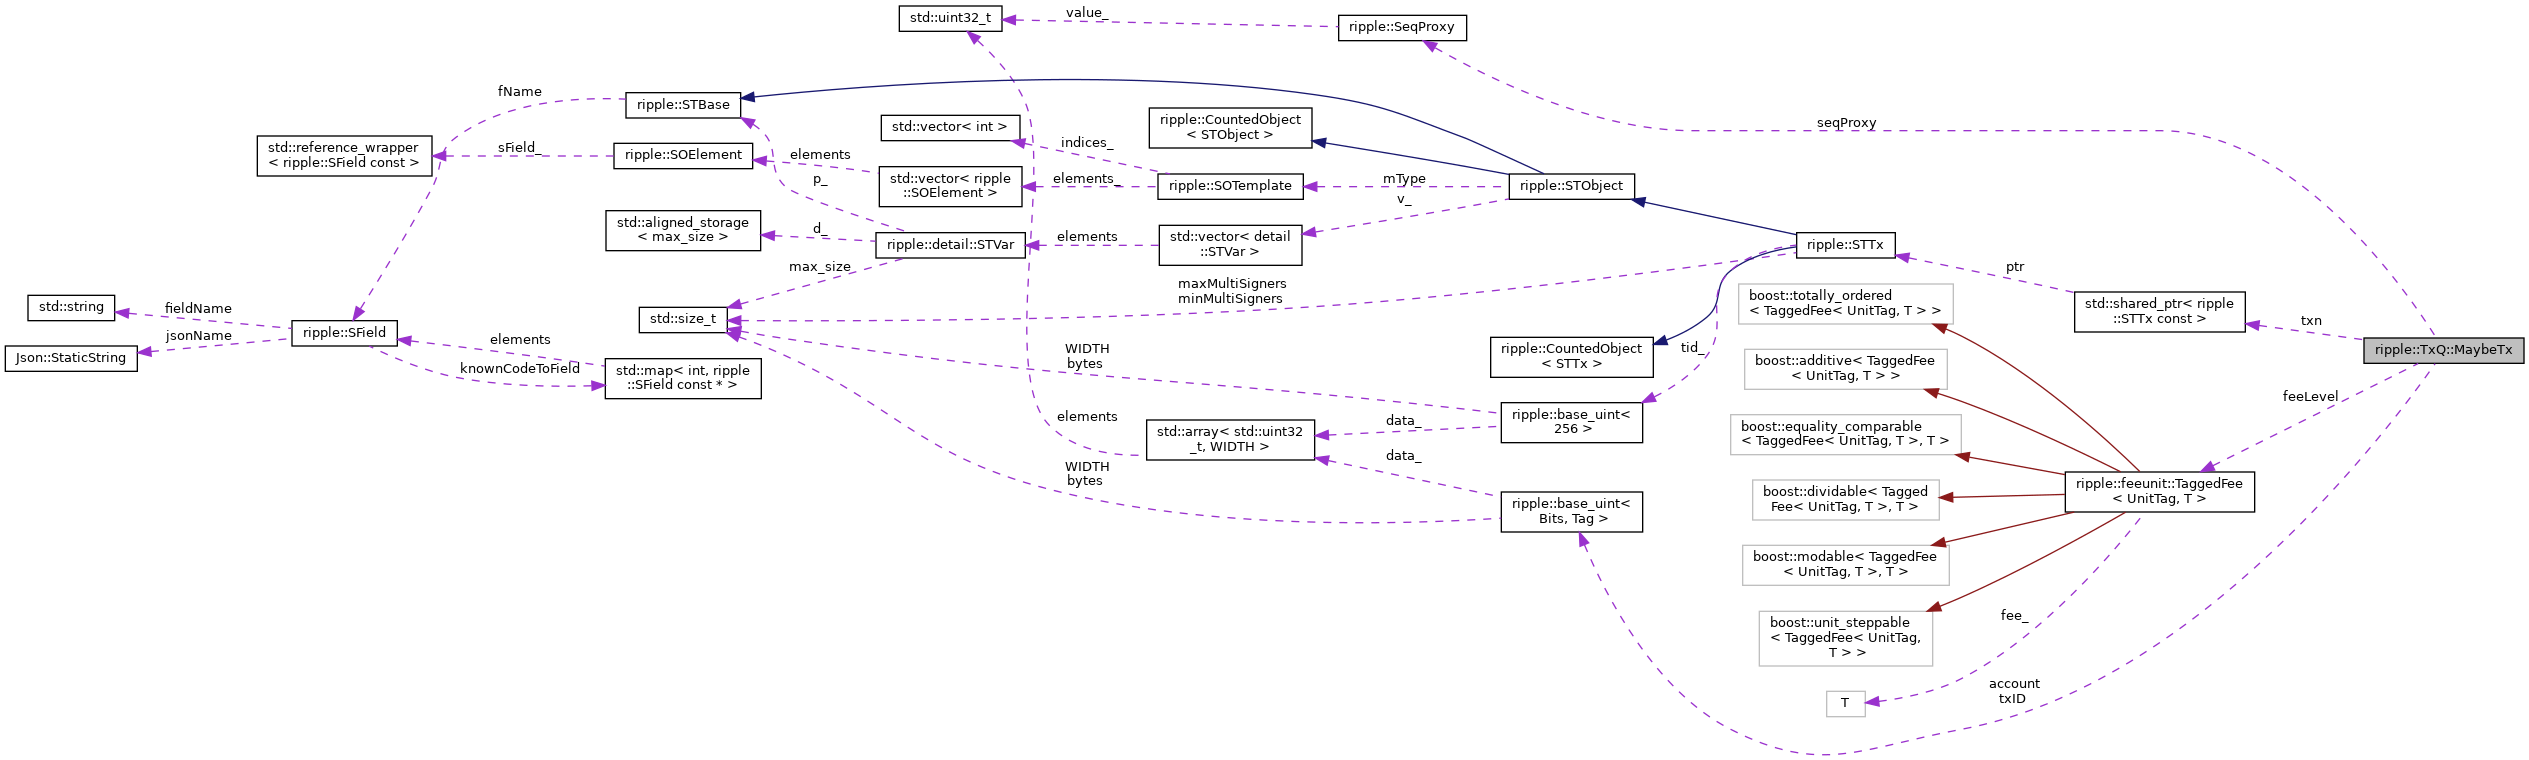 std::uint32_t
value_
ripple::SeqProxy
fName
ripple::STBase
std::vector< int >
ripple::CountedObject
< STObject >
seqProxy
std::reference_wrapper
< ripple::SField const >
sField_
ripple::SOElement
elements
indices_
p_
std::vector< ripple
::SOElement >
elements_
ripple::SOTemplate
mType
v_
ripple::STObject
std::aligned_storage
< max_size >
d_
ripple::detail::STVar
elements
std::vector< detail
::STVar >
ripple::STTx
max_size
ptr
maxMultiSigners
minMultiSigners
boost::totally_ordered
< TaggedFee< UnitTag, T > >
std::shared_ptr< ripple
::STTx const >
txn
std::string
fieldName
ripple::SField
std::size_t
Json::StaticString
jsonName
elements
knownCodeToField
std::map< int, ripple
::SField const * >
WIDTH
bytes
ripple::CountedObject
< STTx >
tid_
boost::additive< TaggedFee
< UnitTag, T > >
ripple::TxQ::MaybeTx
feeLevel
elements
std::array< std::uint32
_t, WIDTH >
data_
ripple::base_uint<
256 >
boost::equality_comparable
< TaggedFee< UnitTag, T >, T >
data_
WIDTH
bytes
ripple::base_uint<
Bits, Tag >
boost::dividable< Tagged
Fee< UnitTag, T >, T >
ripple::feeunit::TaggedFee
< UnitTag, T >
boost::modable< TaggedFee
< UnitTag, T >, T >
boost::unit_steppable
< TaggedFee< UnitTag,
T > >
fee_
T
account
txID